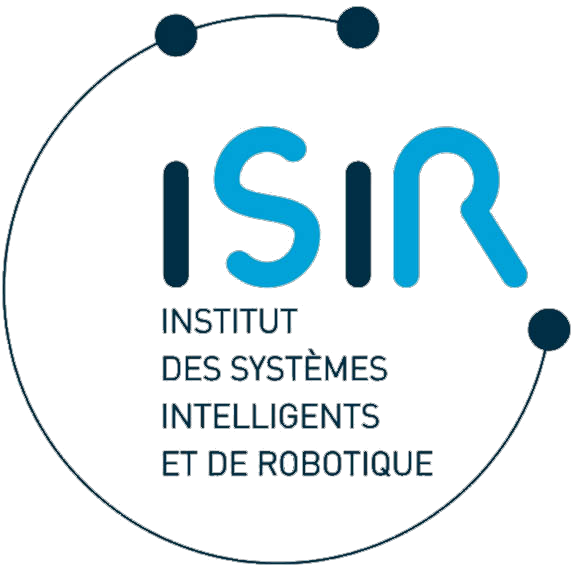 ISIR
INSTITUT
DES SYSTÈMES
INTELLIGENTS
ET DE ROBOTIQUE